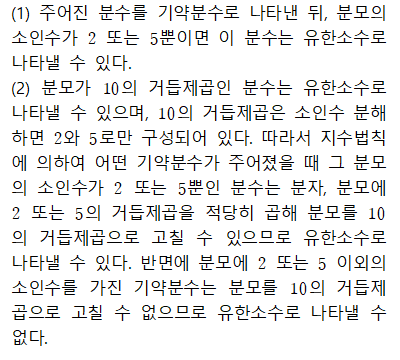 (1) 주어진 분수를 기약분수로 나타낸 뒤, 분모의
소인수가 2 또는 5뿐이면 이 분수는 유한소수로
나타낼 수 있다.
(2) 분모가 10의 거듭제곱인 분수는 유한소수로
나타낼 수 있으며, 10의 거듭제곱은 소인수 분해
하면 2와 5로만 구성되어 있다. 따라서 지수법칙
에 의하여 어떤 기약분수가 주어졌을 때 그 분모
의 소인수가 2 또는 5뿐인 분수는 분자, 분모에
2 또는 5의 거듭제곱을 적당히 곱해 분모를 10
의 거듭제곱으로 고칠 수 있으므로 유한소수로
나타낼 수 있다. 반면에 분모에 2 또는 5 이외의
소인수를 가진 기약분수는 분모를 10의 거듭제
곱으로 고칠 수 없으므로 유한소수로 나타낼 수
없다.